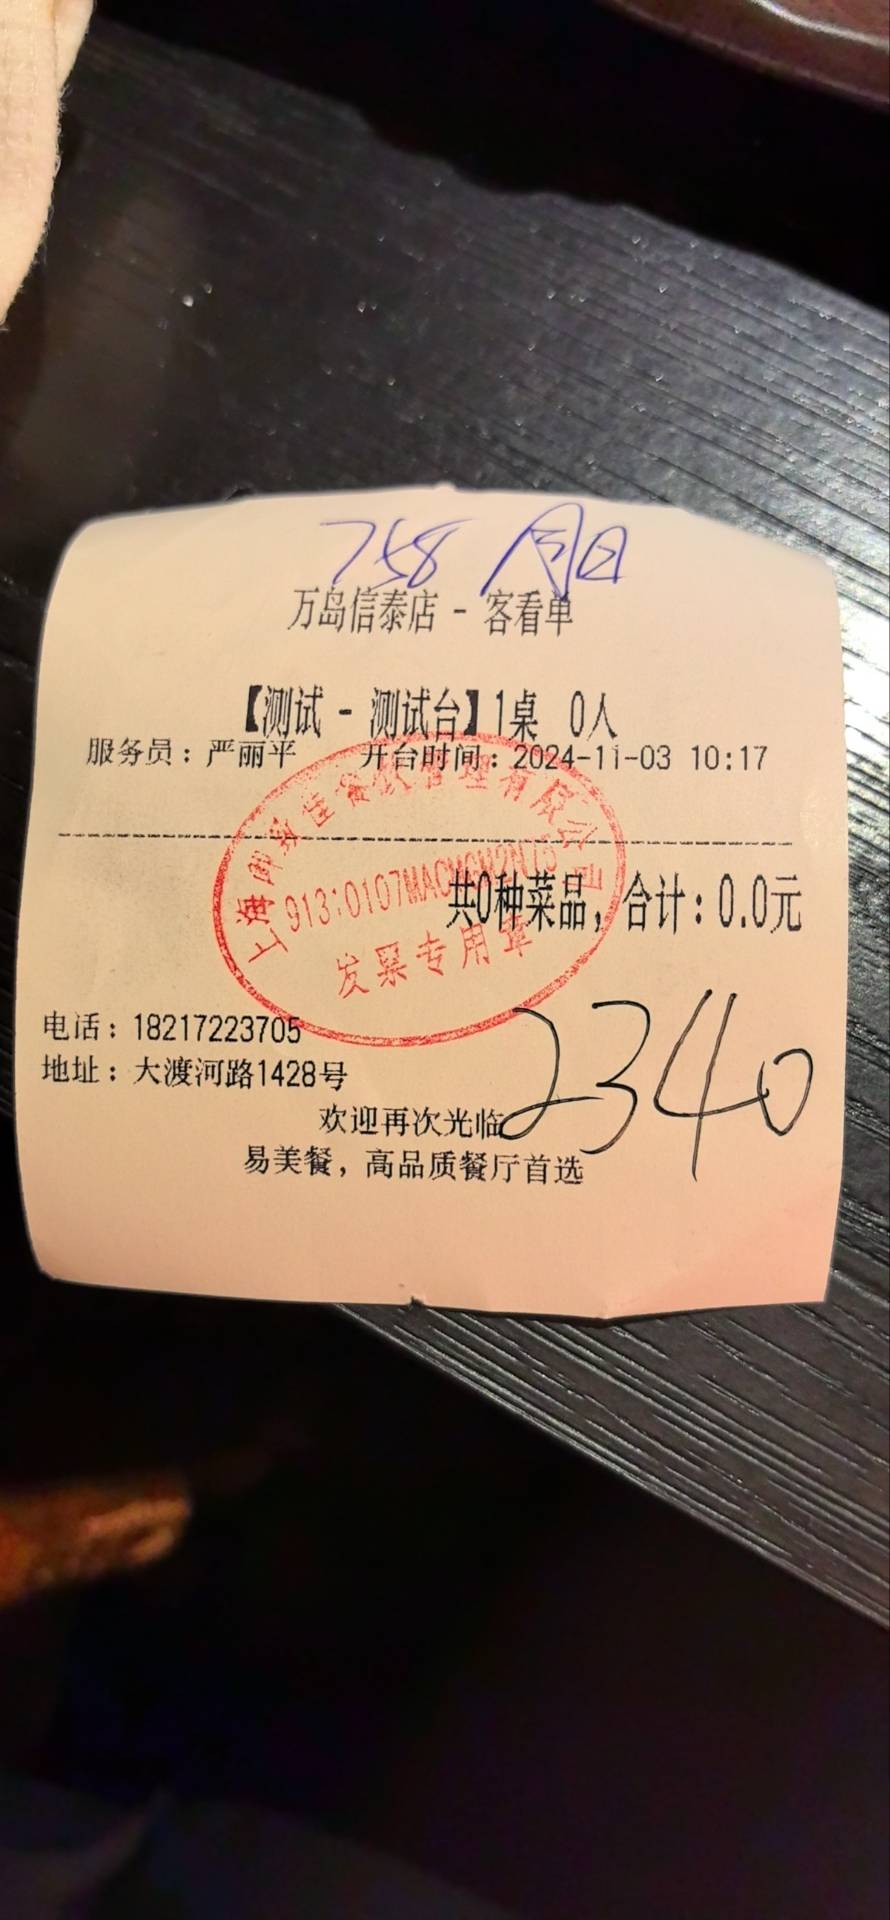 758 月日
万岛信泰店 - 客看单
【测试 - 测试台】1桌 0人
服务员：严丽平 开台时间：2024-11-03 10:17
共0种菜品，合计：0.0元
发票专用章
电话：18217223705
地址：大渡河路1428号
2340
欢迎再次光临
易美餐，高品质餐厅首选